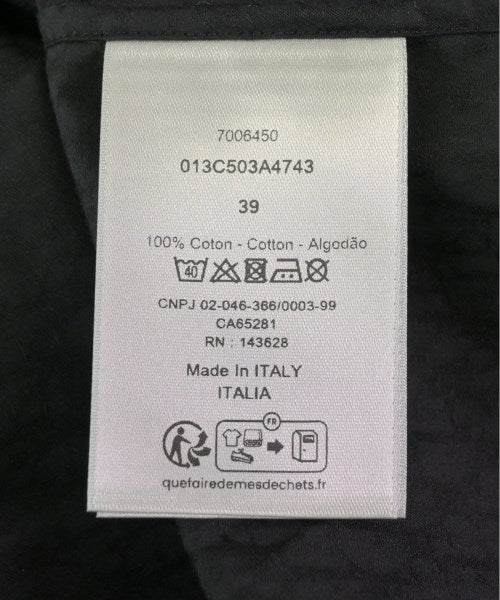 7006450
013C503A4743
39
100% Coton - Cotton - Algodão
40
CNPJ 02-046-366/0003-99
CA65281
RN : 143628
Made In ITALY
ITALIA
FR
quefairedemesdechets.fr